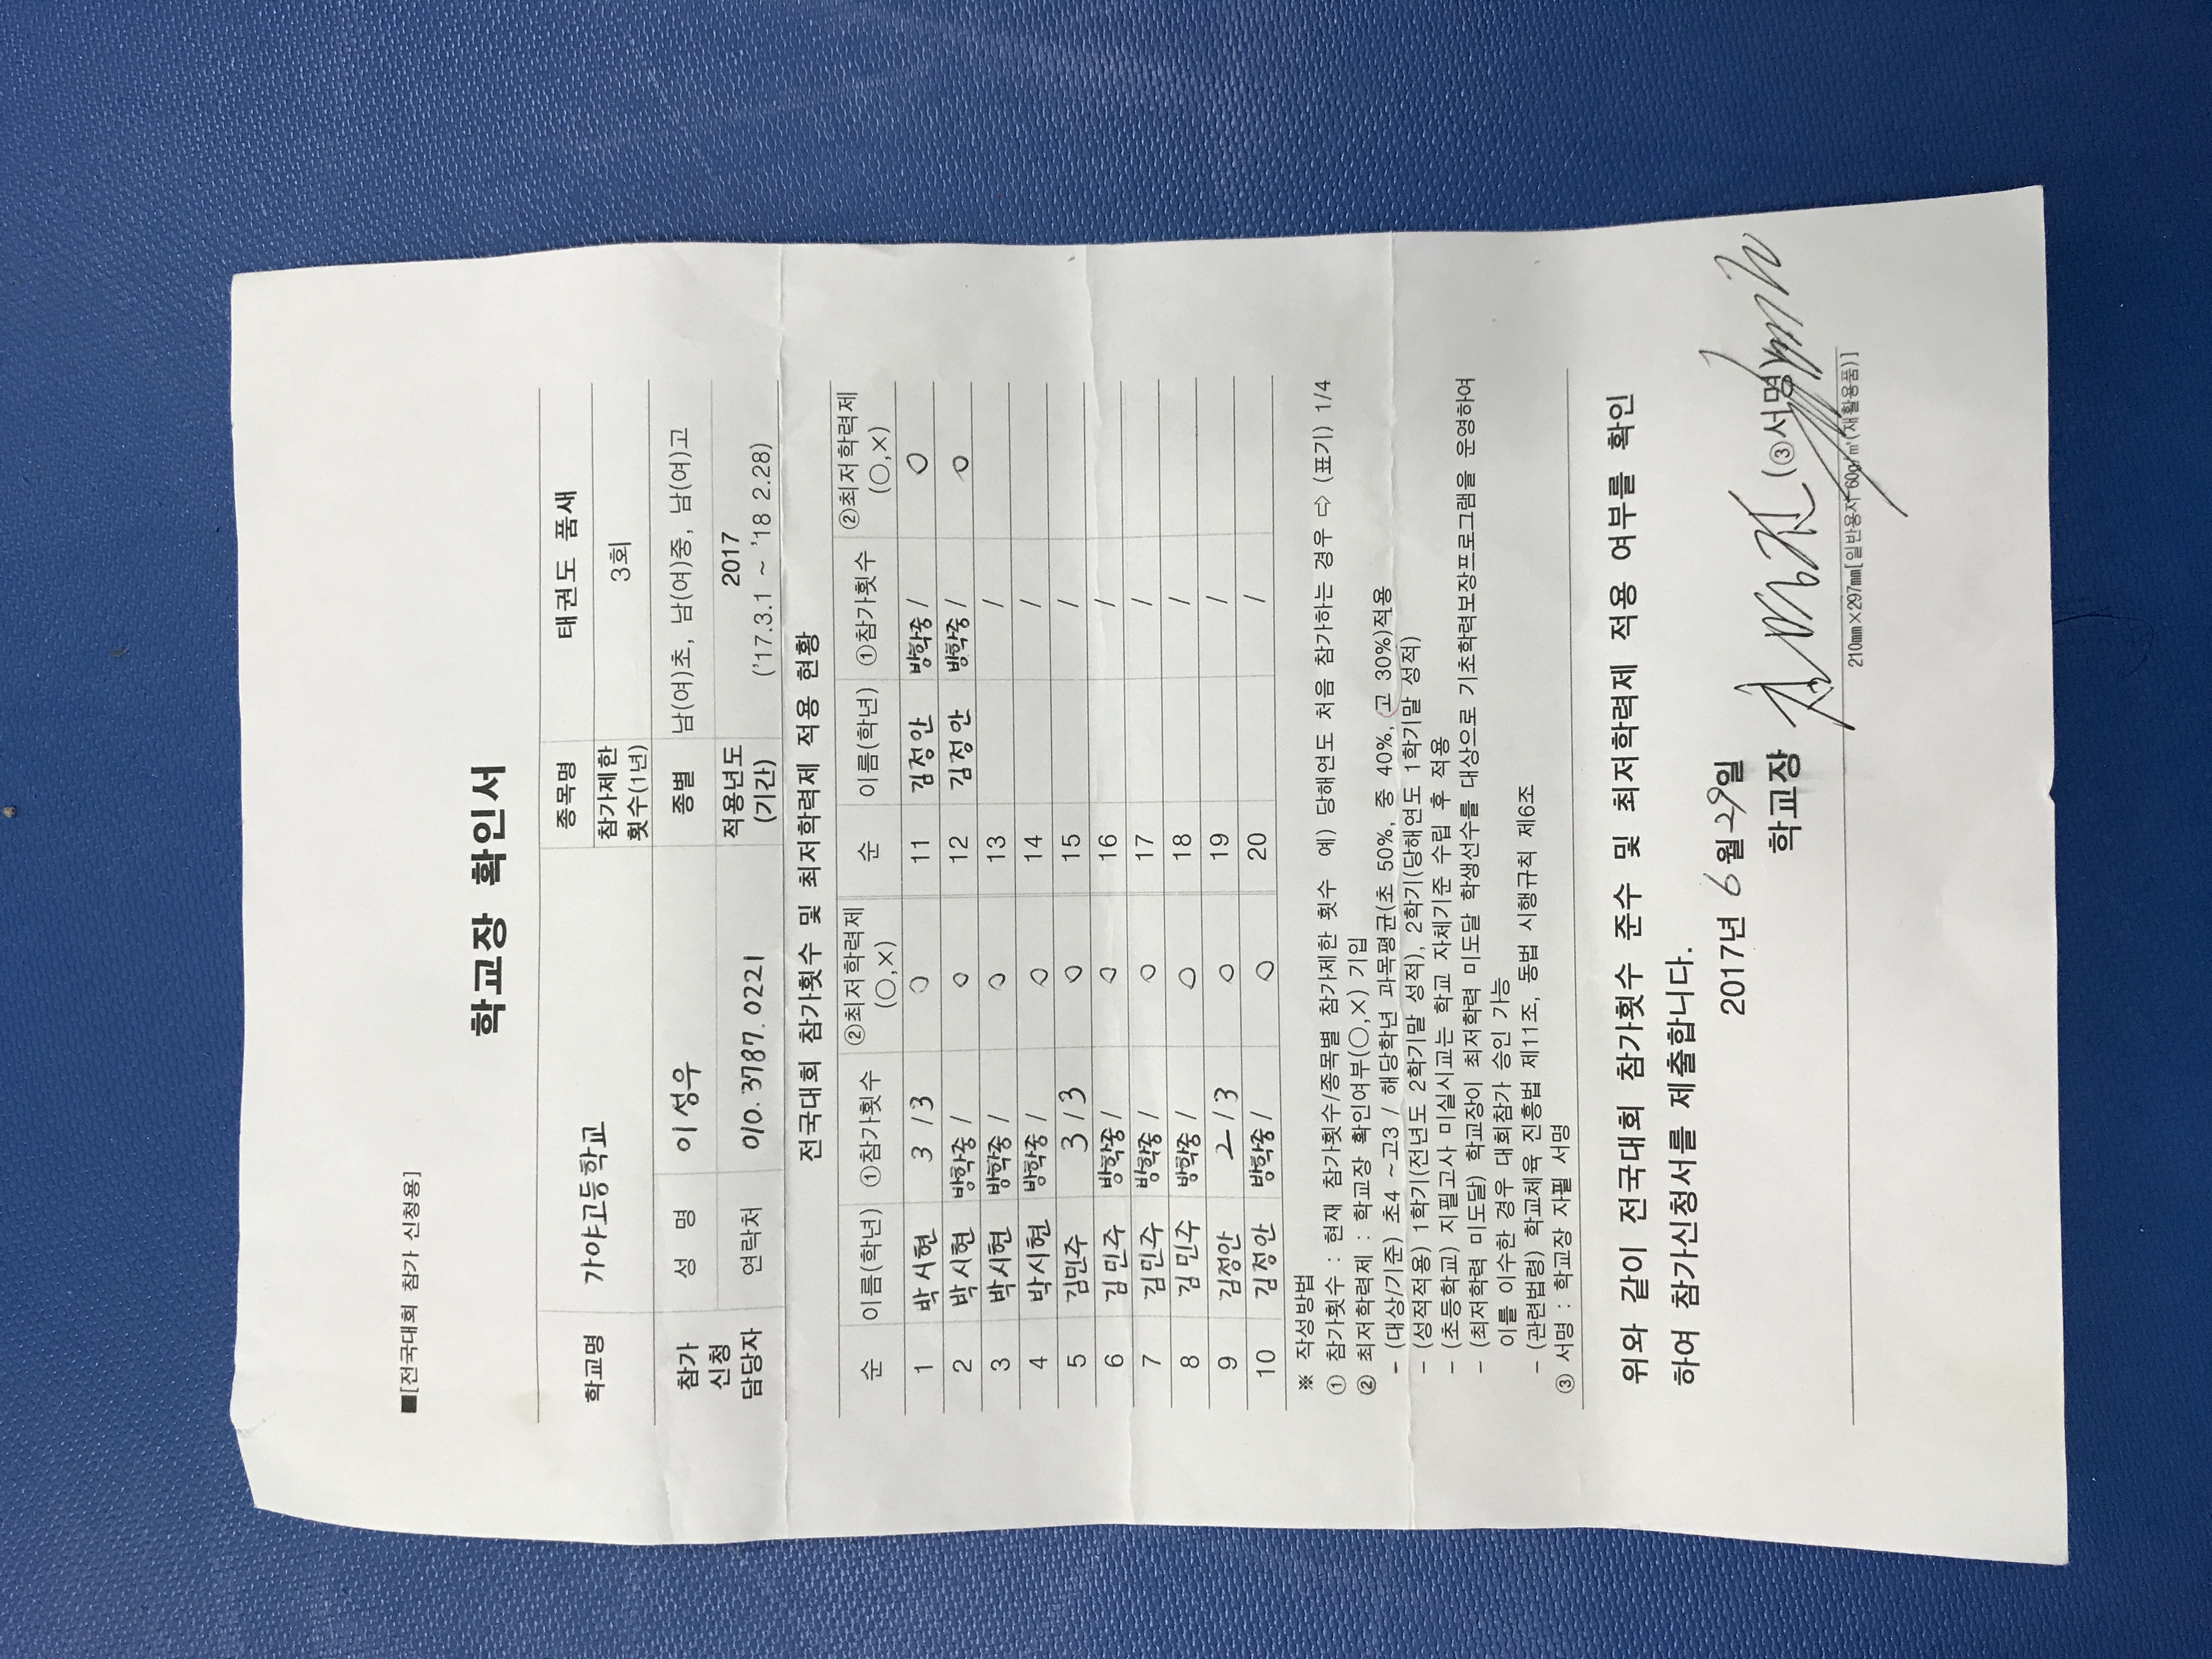 ■[전국대회 참가 신청용]
학교장 확인서
학교명 가야고등학교 종목명 태권도 품새
참가제한 횟수(1년) 3회
참가 신청 담당자 성 명 이성우 종별 남(여)초, 남(여)중, 남(여)고
연락처 010.3787.0221 적용년도 (기간) 2017 ('17.3.1 ~ '18 2.28)
전국대회 참가횟수 및 최저학력제 적용 현황
순 이름(학년) ①참가횟수 ②최저학력제 (○,×) 순 이름(학년) ①참가횟수 ②최저학력제 (○,×)
1 박시현 3 / 3 ○ 11 김정안 방학중 / ○
2 박시현 방학중 / ○ 12 김정안 방학중 / ○
3 박시현 방학중 / ○ 13 /
4 박시현 방학중 / ○ 14 /
5 김민주 3 / 3 ○ 15 /
6 김민주 방학중 / ○ 16 /
7 김민주 방학중 / ○ 17 /
8 김민주 방학중 / ○ 18 /
9 김정안 2 / 3 ○ 19 /
10 김정안 방학중 / ○ 20 /
※ 작성방법
① 참가횟수 : 현재 참가횟수/종목별 참가제한 횟수 예) 당해연도 처음 참가하는 경우 ⇨ (표기) 1/4
② 최저학력제 : 학교장 확인여부(○,×) 기입
- (대상/기준) 초4 ~고3 / 해당학년 과목평균(초 50%, 중 40%, 고 30%)적용
- (성적적용) 1학기(전년도 2학기말 성적), 2학기(당해연도 1학기말 성적)
- (초등학교) 지필고사 미실시교는 학교 자체기준 수립 후 적용
- (최저학력 미도달) 학교장이 최저학력 미도달 학생선수를 대상으로 기초학력보장프로그램을 운영하여
이를 이수한 경우 대회참가 승인 가능
- (관련법령) 학교체육 진흥법 제11조, 동법 시행규칙 제6조
③ 서명 : 학교장 자필 서명
위와 같이 전국대회 참가횟수 준수 및 최저학력제 적용 여부를 확인
하여 참가신청서를 제출합니다.
2017년 6월 29일
학교장 (③서명)
210㎜×297㎜[일반용지 60g/㎡(재활용품)]